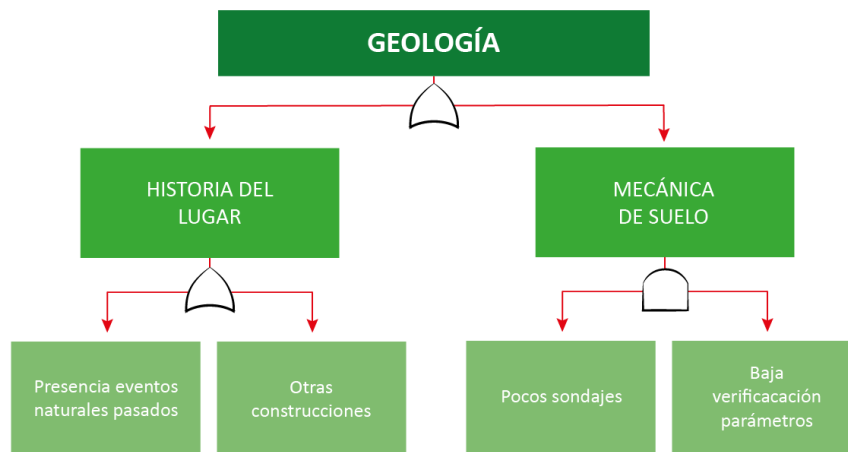 GEOLOGÍA
HISTORIA DEL
LUGAR
MECÁNICA
DE SUELO
Presencia eventos
naturales pasados
Otras
construcciones
Pocos sondajes
Baja
verificacación
parámetros